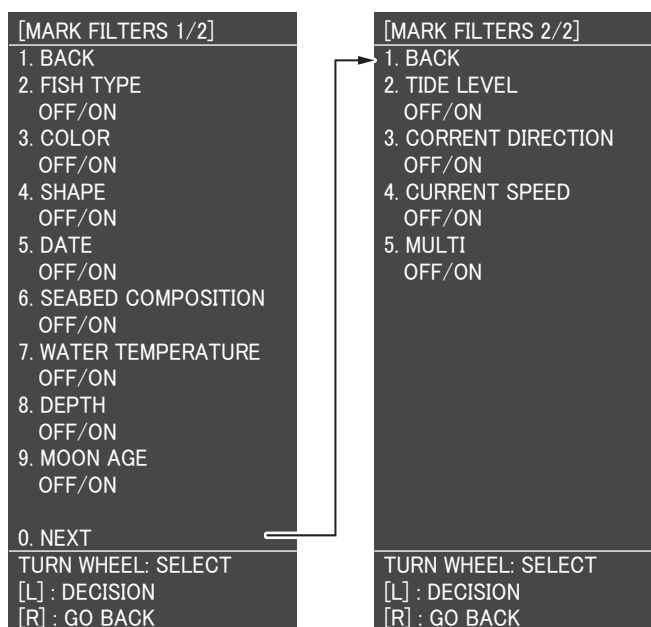 [MARK FILTERS 1/2]
1. BACK
2. FISH TYPE
OFF/ON
3. COLOR
OFF/ON
4. SHAPE
OFF/ON
5. DATE
OFF/ON
6. SEABED COMPOSITION
OFF/ON
7. WATER TEMPERATURE
OFF/ON
8. DEPTH
OFF/ON
9. MOON AGE
OFF/ON
0. NEXT
TURN WHEEL: SELECT
[L] : DECISION
[R] : GO BACK
[MARK FILTERS 2/2]
1. BACK
2. TIDE LEVEL
OFF/ON
3. CORRENT DIRECTION
OFF/ON
4. CURRENT SPEED
OFF/ON
5. MULTI
OFF/ON
TURN WHEEL: SELECT
[L] : DECISION
[R] : GO BACK